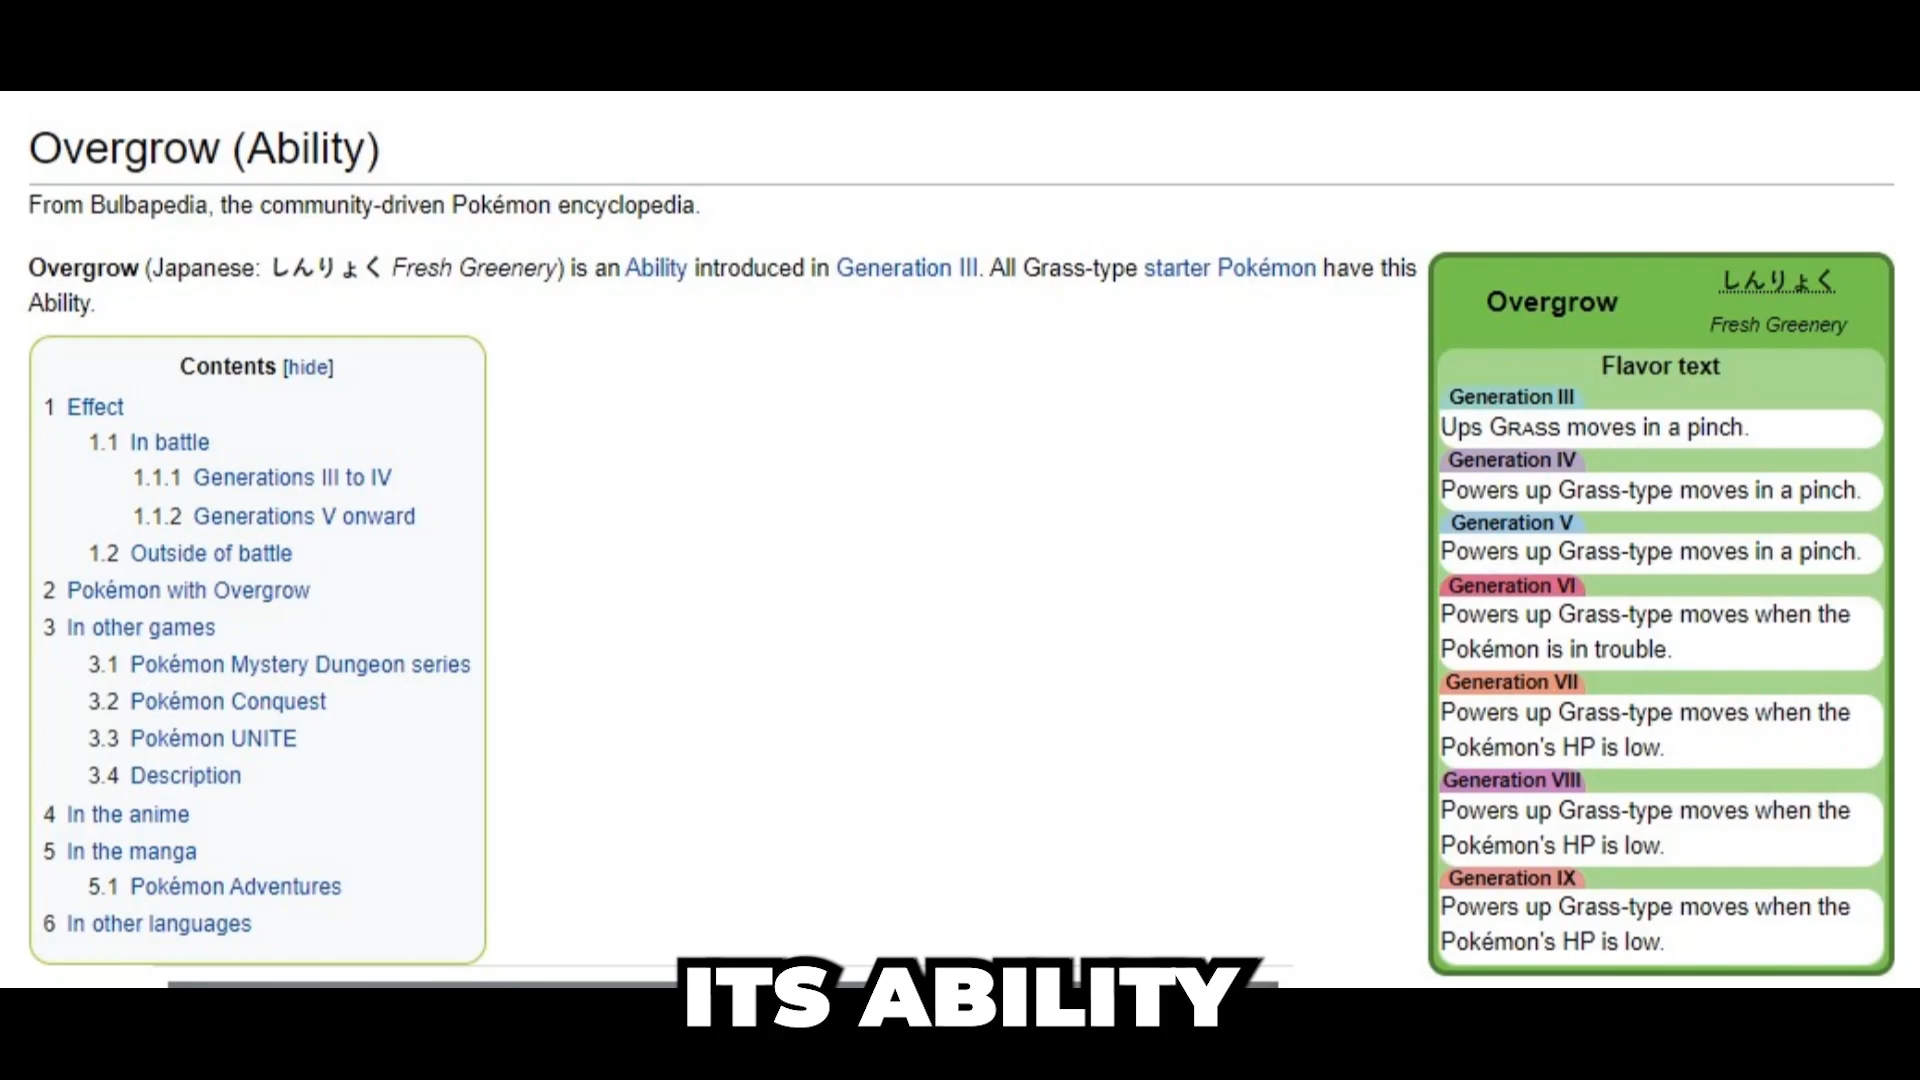 Overgrow (Ability)
From Bulbapedia, the community-driven Pokémon encyclopedia.
Overgrow (Japanese: しんりょく Fresh Greenery) is an Ability introduced in Generation III. All Grass-type starter Pokémon have this
Ability.
Contents [hide]
1 Effect
1.1 In battle
1.1.1 Generations III to IV
1.1.2 Generations V onward
1.2 Outside of battle
2 Pokémon with Overgrow
3 In other games
3.1 Pokémon Mystery Dungeon series
3.2 Pokémon Conquest
3.3 Pokémon UNITE
3.4 Description
4 In the anime
5 In the manga
5.1 Pokémon Adventures
6 In other languages
Overgrow
しんりょく
Fresh Greenery
Flavor text
Generation III
Ups GRASS moves in a pinch.
Generation IV
Powers up Grass-type moves in a pinch.
Generation V
Powers up Grass-type moves in a pinch.
Generation VI
Powers up Grass-type moves when the
Pokémon is in trouble.
Generation VII
Powers up Grass-type moves when the
Pokémon's HP is low.
Generation VIII
Powers up Grass-type moves when the
Pokémon's HP is low.
Generation IX
Powers up Grass-type moves when the
Pokémon's HP is low.
ITS ABILITY